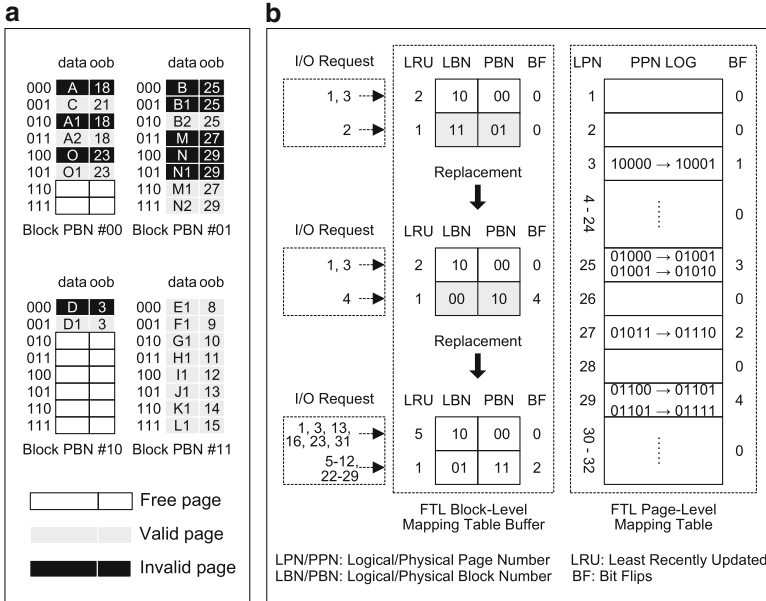 a
data oob data oob
000 A 18 000 B 25
001 C 21 001 B1 25
010 A1 18 010 B2 25
011 A2 18 011 M 27
100 O 23 100 N 29
101 O1 23 101 N1 29
110 110 M1 27
111 111 N2 29
Block PBN #00 Block PBN #01
data oob data oob
000 D 3 000 E1 8
001 D1 3 001 F1 9
010 010 G1 10
011 011 H1 11
100 100 I1 12
101 101 J1 13
110 110 K1 14
111 111 L1 15
Block PBN #10 Block PBN #11
Free page
Valid page
Invalid page
b
I/O Request LRU LBN PBN BF
1, 3 2 10 00 0
2 1 11 01 0
Replacement
I/O Request LRU LBN PBN BF
1, 3 2 10 00 0
4 1 00 10 4
Replacement
I/O Request LRU LBN PBN BF
1, 3, 13,
16, 23, 31 5 10 00 0
5-12,
22-29 1 01 11 2
FTL Block-Level
Mapping Table Buffer
LPN PPN LOG BF
1 0
2 0
3 10000 → 10001 1
4 - 24 0
25 01000 → 01001
01001 → 01010 3
26 0
27 01011 → 01110 2
28 0
29 01100 → 01101
01101 → 01111 4
30 - 32 0
FTL Page-Level
Mapping Table
LPN/PPN: Logical/Physical Page Number LRU: Least Recently Updated
LBN/PBN: Logical/Physical Block Number BF: Bit Flips